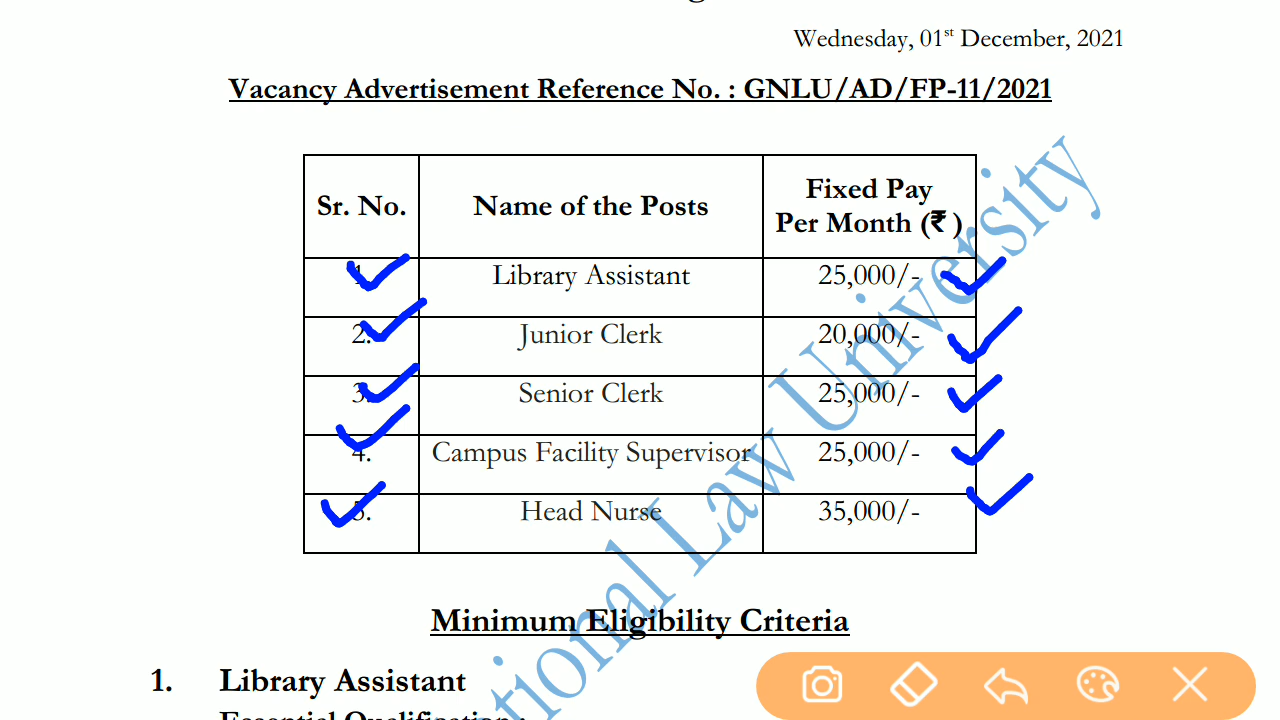 Wednesday, 01st December, 2021
Vacancy Advertisement Reference No. : GNLU/AD/FP-11/2021
Sr. No. Name of the Posts Fixed Pay Per Month (₹ )
1. Library Assistant 25,000/-
2. Junior Clerk 20,000/-
3. Senior Clerk 25,000/-
4. Campus Facility Supervisor 25,000/-
5. Head Nurse 35,000/-
Minimum Eligibility Criteria
1. Library Assistant
Essential Qualification :
tional Law University